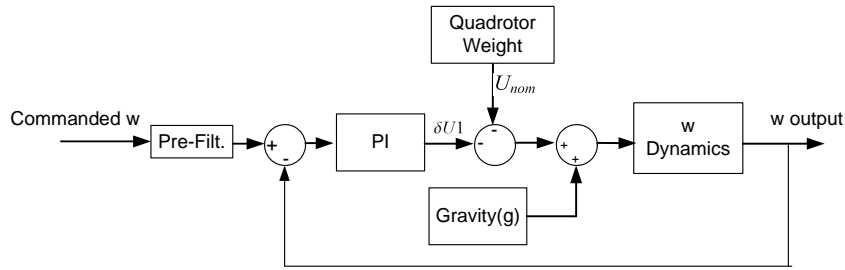 Quadrotor
Weight
U_nom
Commanded w
Pre-Filt.
+
-
PI
δU1
-
-
+
+
w
Dynamics
w output
Gravity(g)